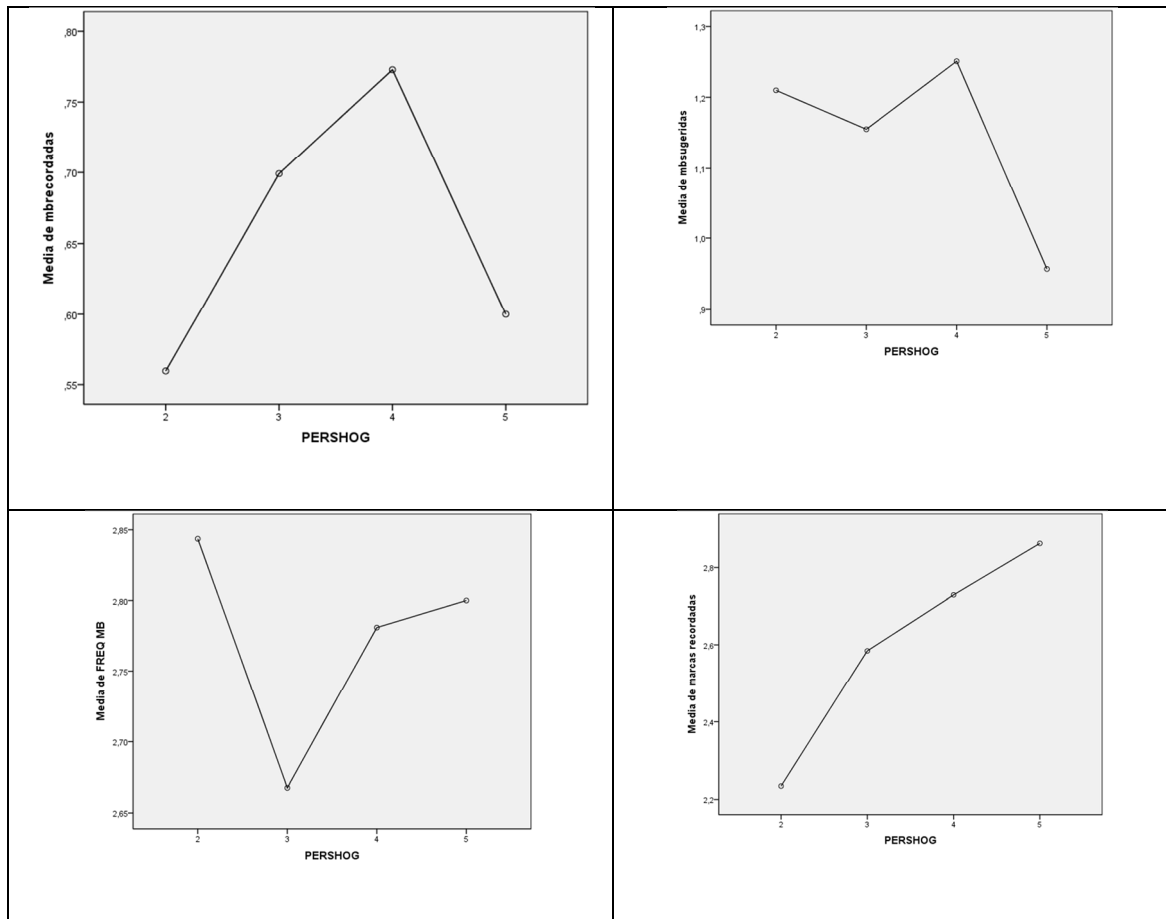 Media de mbrecordadas
,80
,75
,70
,65
,60
,55
2 3 4 5
PERSHOG
Media de mbsugeridas
1,3
1,2
1,1
1,0
,9
2 3 4 5
PERSHOG
Media de FREQ MB
2,85
2,80
2,75
2,70
2,65
2 3 4 5
PERSHOG
Media de marcas recordadas
2,8
2,6
2,4
2,2
2 3 4 5
PERSHOG